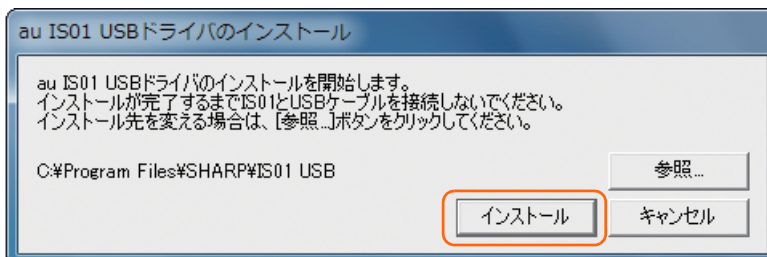 au IS01 USBドライバのインストール
au IS01 USBドライバのインストールを開始します。
インストールが完了するまでIS01とUSBケーブルを接続しないでください。
インストール先を変える場合は、[参照...]ボタンをクリックしてください。
C:¥Program Files¥SHARP¥IS01 USB
参照...
インストール
キャンセル